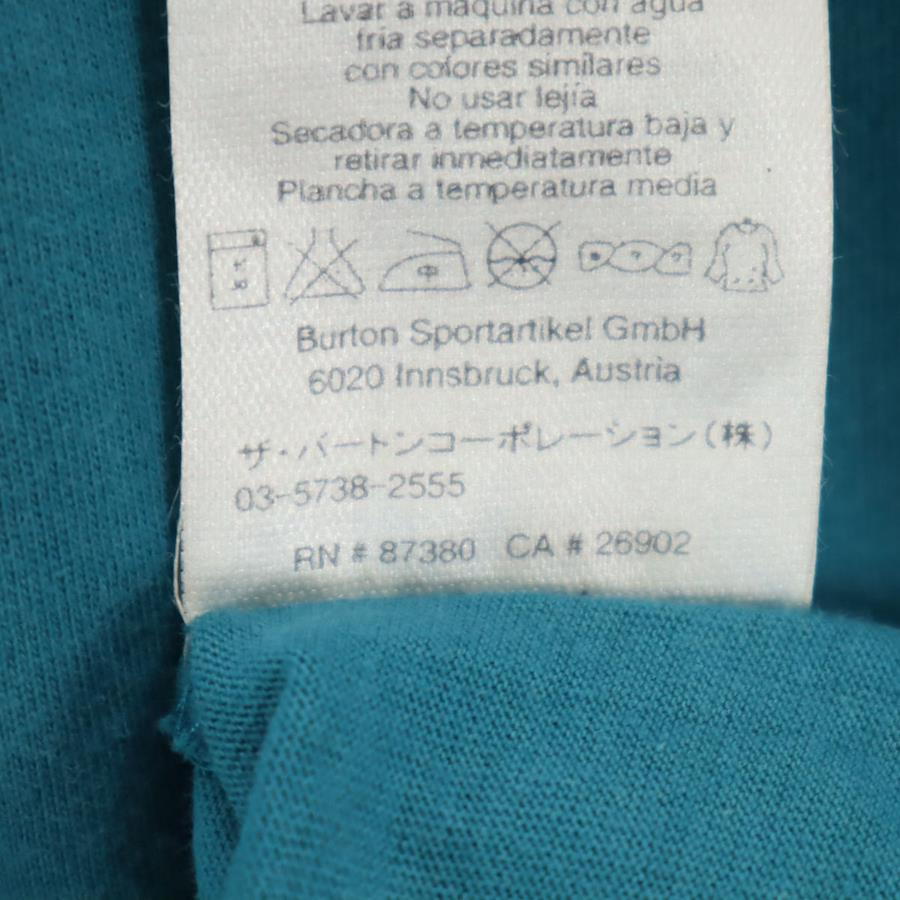 Lavar a maquina con agua
fria separadamente
con colores similares
No usar lejía
Secadora a temperatura baja y
retirar inmediatamente
Plancha a temperatura media
Burton Sportartikel GmbH
6020 Innsbruck, Austria
ザ・バートンコーポレーション(株)
03-5738-2555
RN # 87380 CA # 26902